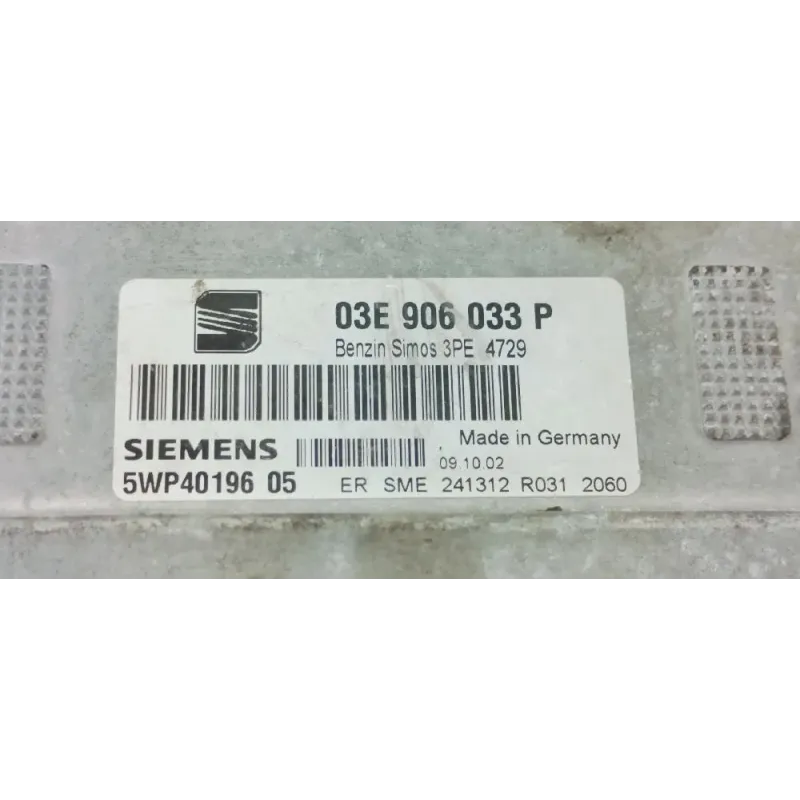 03E 906 033 P
Benzin Simos 3PE 4729
SIEMENS
Made in Germany
09.10.02
5WP40196 05
ER SME 241312 R031 2060